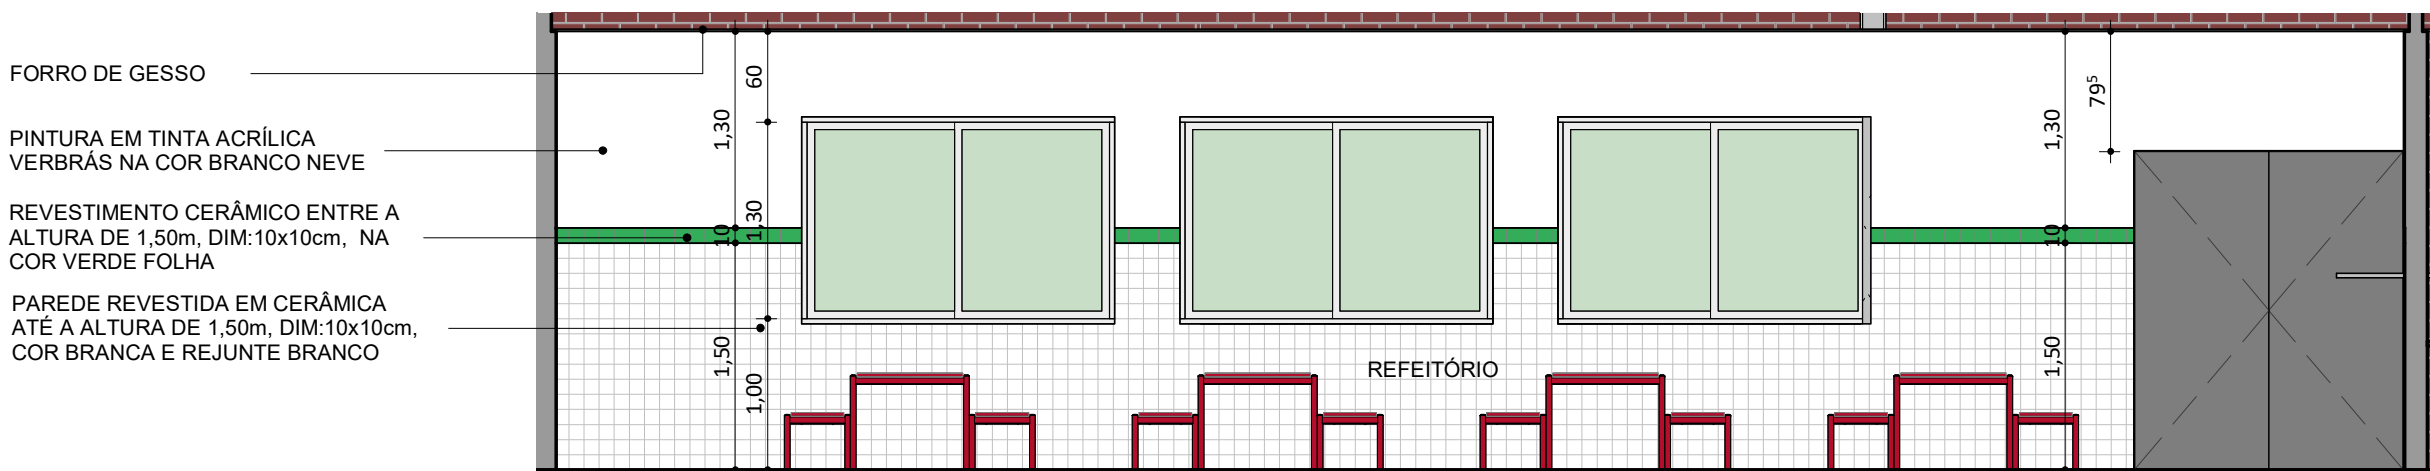 FORRO DE GESSO
PINTURA EM TINTA ACRÍLICA
VERBRÁS NA COR BRANCO NEVE
REVESTIMENTO CERÂMICO ENTRE A
ALTURA DE 1,50m, DIM:10x10cm, NA
COR VERDE FOLHA
PAREDE REVESTIDA EM CERÂMICA
ATÉ A ALTURA DE 1,50m, DIM:10x10cm,
COR BRANCA E REJUNTE BRANCO
1,30
10
1,50
60
1,30
1,00
REFEITÓRIO
1,30
10
1,50
79⁵